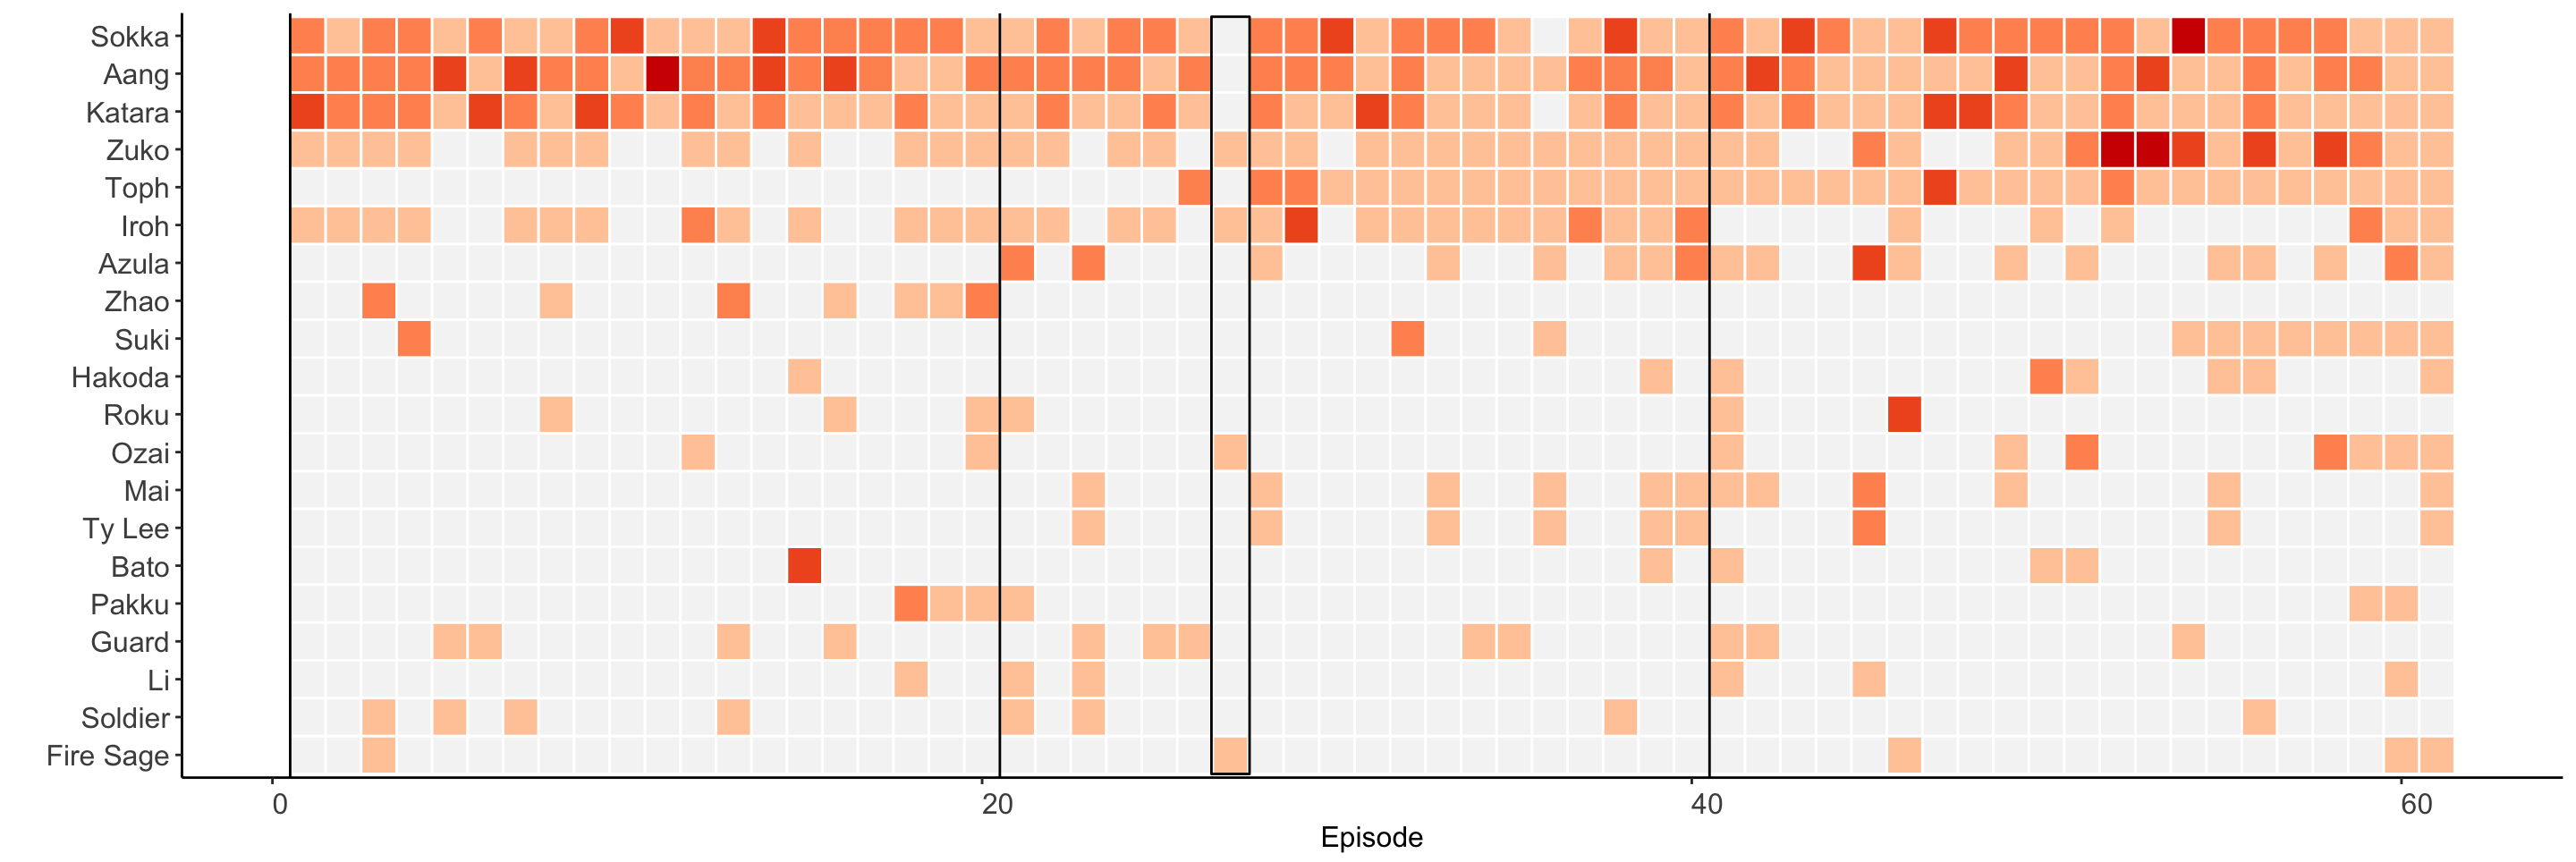 Sokka
Aang
Katara
Zuko
Toph
Iroh
Azula
Zhao
Suki
Hakoda
Roku
Ozai
Mai
Ty Lee
Bato
Pakku
Guard
Li
Soldier
Fire Sage
0 20 40 60
Episode